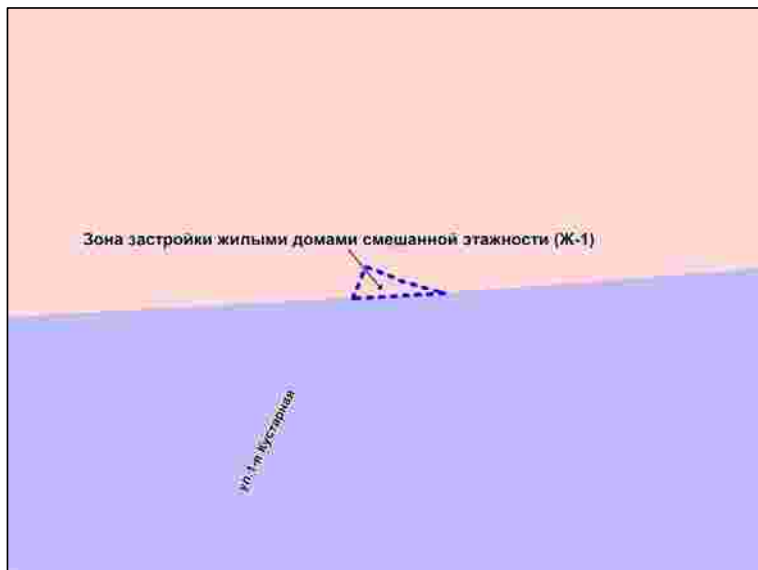 Зона застройки жилыми домами смешанной этажности (Ж-1)
ул.1-я Кустарная